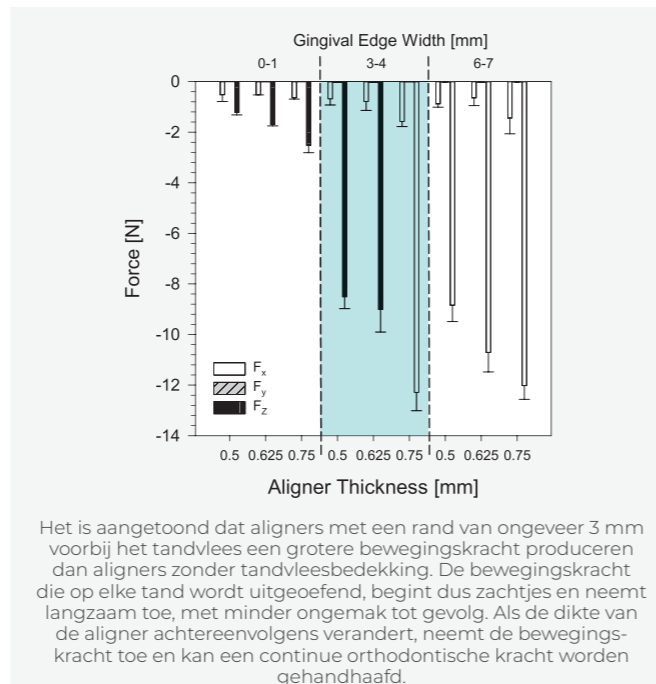 Gingival Edge Width [mm]
0-1 3-4 6-7
0
-2
-4
-6
-8
-10
-12
-14
Force [N]
Fx
Fy
Fz
0.5 0.625 0.75 0.5 0.625 0.75 0.5 0.625 0.75
Aligner Thickness [mm]
Het is aangetoond dat aligners met een rand van ongeveer 3 mm
voorbij het tandvlees een grotere bewegingskracht produceren
dan aligners zonder tandvleesbedekking. De bewegingskracht
die op elke tand wordt uitgeoefend, begint dus zachtjes en neemt
langzaam toe, met minder ongemak tot gevolg. Als de dikte van
de aligner achtereenvolgens verandert, neemt de bewegings-
kracht toe en kan een continue orthodontische kracht worden
gehandhaafd.